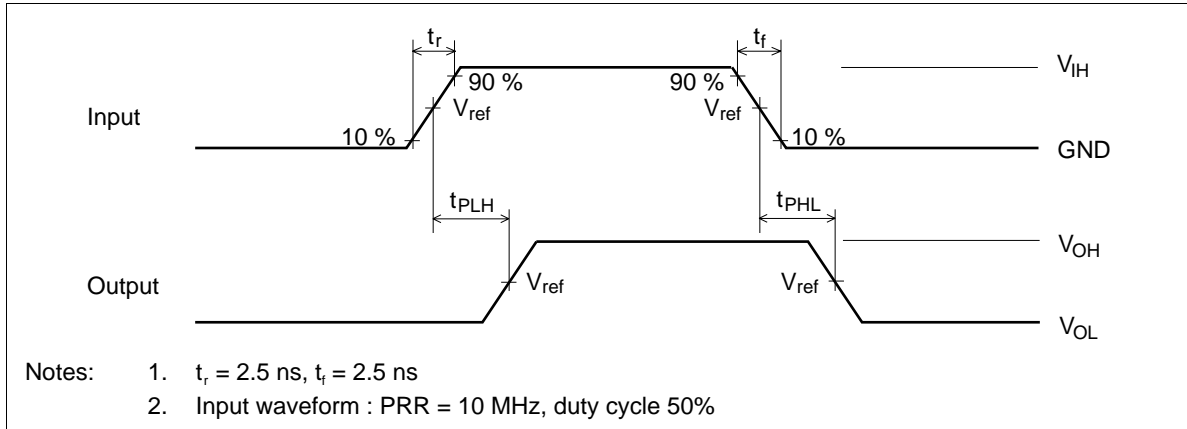 tr
tf
90 %
90 %
VIH
Input
Vref
Vref
10 %
10 %
GND
tPLH
tPHL
VOH
Output
Vref
Vref
VOL
Notes: 1. tr = 2.5 ns, tf = 2.5 ns
2. Input waveform : PRR = 10 MHz, duty cycle 50%